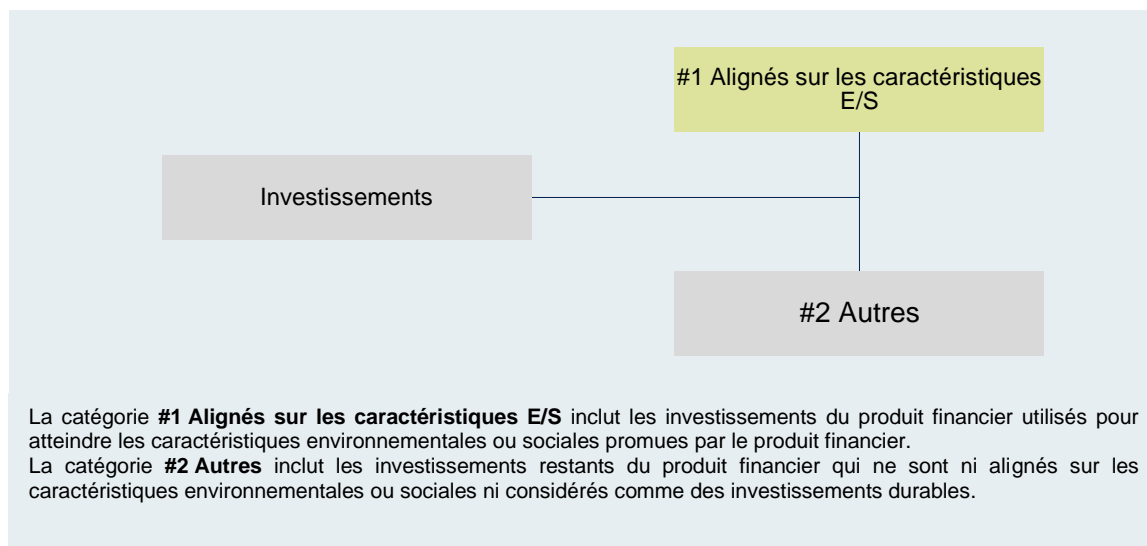 #1 Alignés sur les caractéristiques
E/S
Investissements
#2 Autres
La catégorie #1 Alignés sur les caractéristiques E/S inclut les investissements du produit financier utilisés pour
atteindre les caractéristiques environnementales ou sociales promues par le produit financier.
La catégorie #2 Autres inclut les investissements restants du produit financier qui ne sont ni alignés sur les
caractéristiques environnementales ou sociales ni considérés comme des investissements durables.